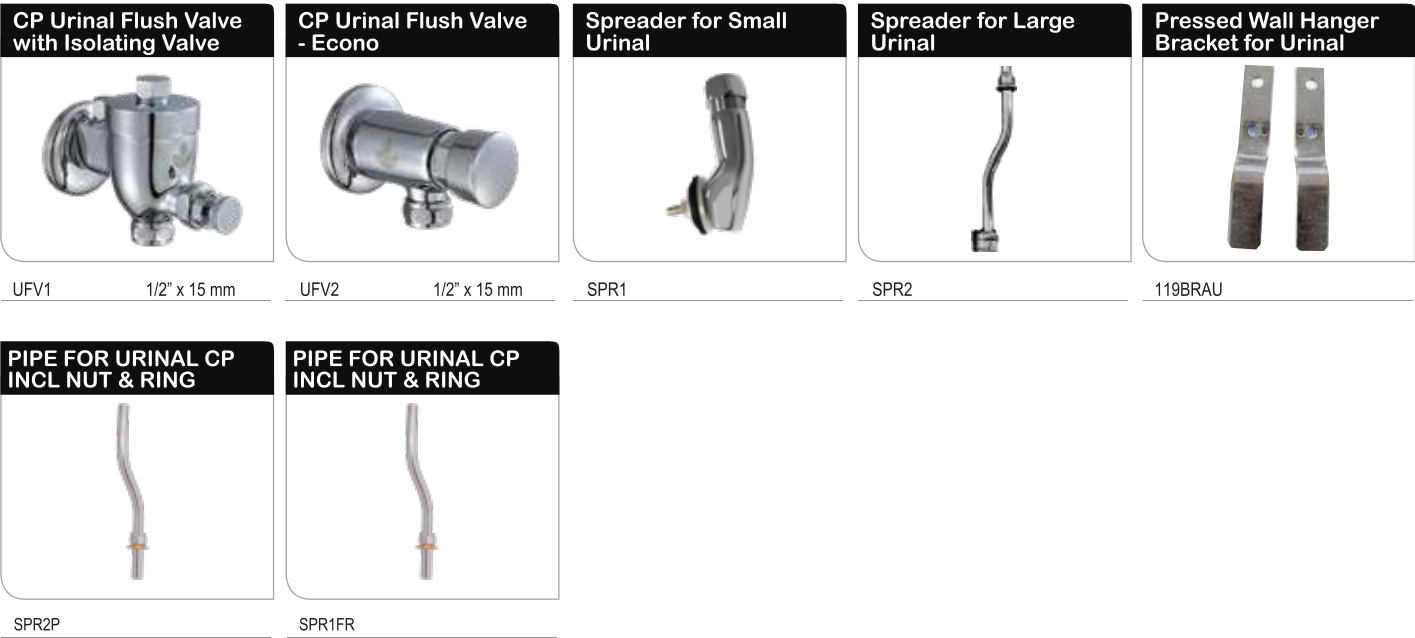 CP Urinal Flush Valve
with Isolating Valve
UFV1 1/2” x 15 mm
CP Urinal Flush Valve
- Econo
UFV2 1/2” x 15 mm
Spreader for Small
Urinal
SPR1
Spreader for Large
Urinal
SPR2
Pressed Wall Hanger
Bracket for Urinal
119BRAU
PIPE FOR URINAL CP
INCL NUT & RING
SPR2P
PIPE FOR URINAL CP
INCL NUT & RING
SPR1FR